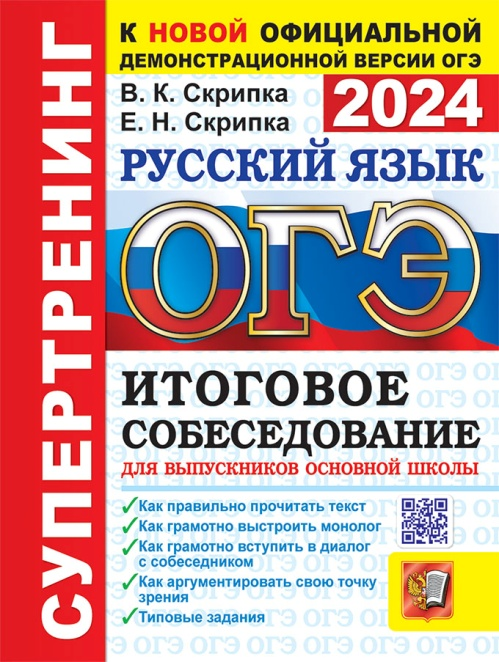 СУПЕРТРЕНИНГ
К НОВОЙ ОФИЦИАЛЬНОЙ
ДЕМОНСТРАЦИОННОЙ ВЕРСИИ ОГЭ
В. К. Скрипка
Е. Н. Скрипка
2024
РУССКИЙ ЯЗЫК
ОГЭ
ИТОГОВОЕ
СОБЕСЕДОВАНИЕ
ДЛЯ ВЫПУСКНИКОВ ОСНОВНОЙ ШКОЛЫ
✓ Как правильно прочитать текст
✓ Как грамотно выстроить монолог
✓ Как грамотно вступить в диалог
с собеседником
✓ Как аргументировать свою точку
зрения
✓ Типовые задания